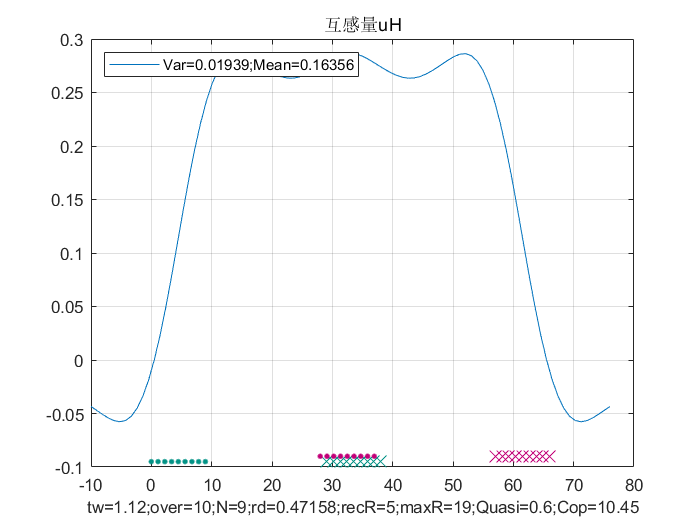 互感量uH
Var=0.01939;Mean=0.16356
0.3
0.25
0.2
0.15
0.1
0.05
0
-0.05
-0.1
-10 0 10 20 30 40 50 60 70 80
tw=1.12;over=10;N=9;rd=0.47158;recR=5;maxR=19;Quasi=0.6;Cop=10.45